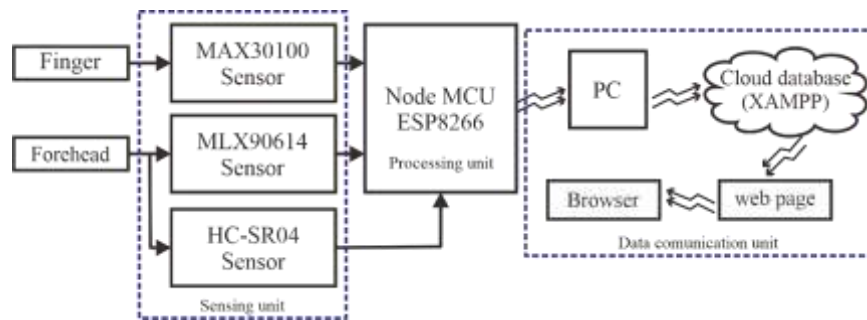 Finger
MAX30100
Sensor
Forehead
MLX90614
Sensor
HC-SR04
Sensor
Sensing unit
Node MCU
ESP8266
Processing unit
PC
Cloud database
(XAMPP)
Browser
web page
Data comunication unit